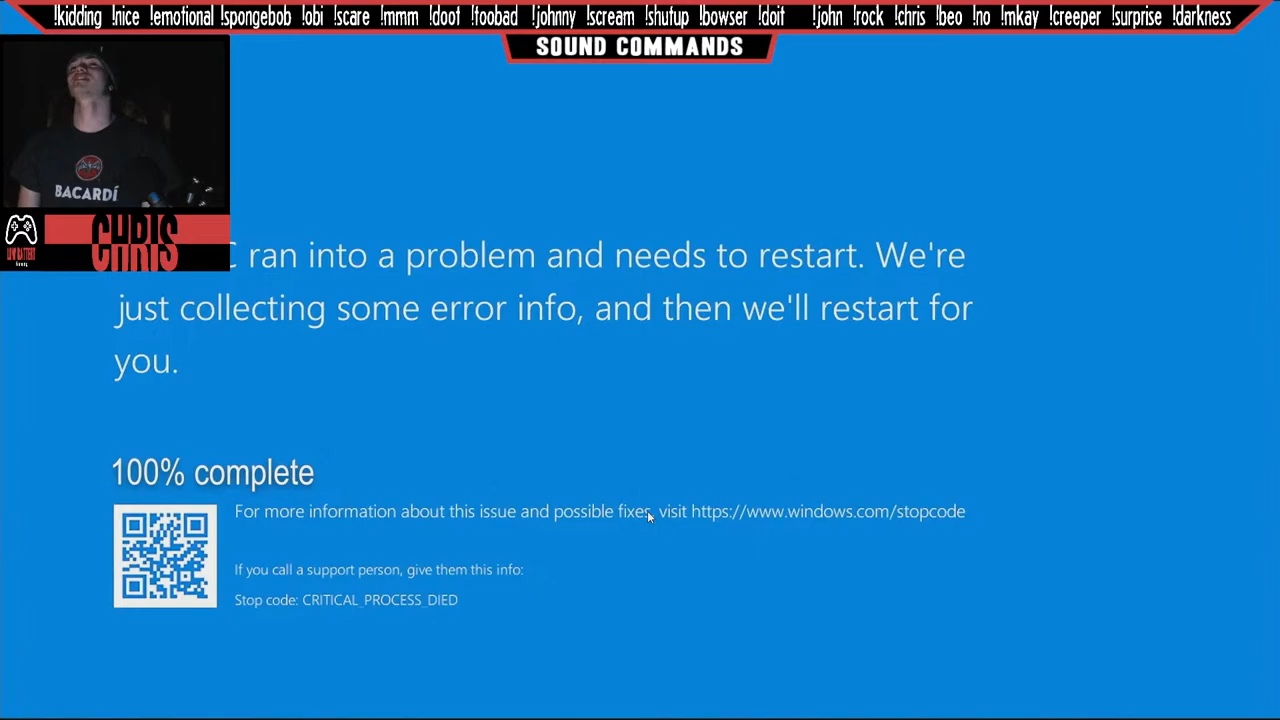 !kidding !nice !emotional !spongebob !obi !scare !mmm !doot !toobad !johnny !scream !shutup !bowser !doit !john !rock !chris !beo !no !mkay !creeper !surprise !darkness
SOUND COMMANDS
BACARDÍ
LOW BATTERY
CHRIS
C ran into a problem and needs to restart. We're
just collecting some error info, and then we'll restart for
you.
100% complete
For more information about this issue and possible fixes, visit https://www.windows.com/stopcode
If you call a support person, give them this info:
Stop code: CRITICAL_PROCESS_DIED